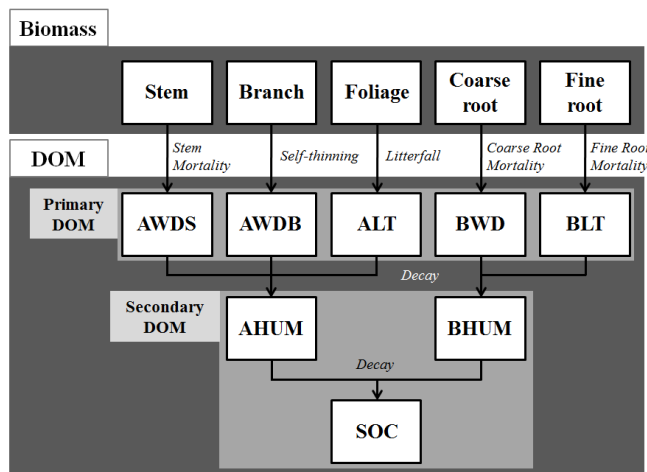 Biomass
Stem
Branch
Foliage
Coarse
root
Fine
root
DOM
Stem
Mortality
Self-thinning
Litterfall
Coarse Root
Mortality
Fine Root
Mortality
Primary
DOM
AWDS
AWDB
ALT
BWD
BLT
Decay
Secondary
DOM
AHUM
BHUM
Decay
SOC